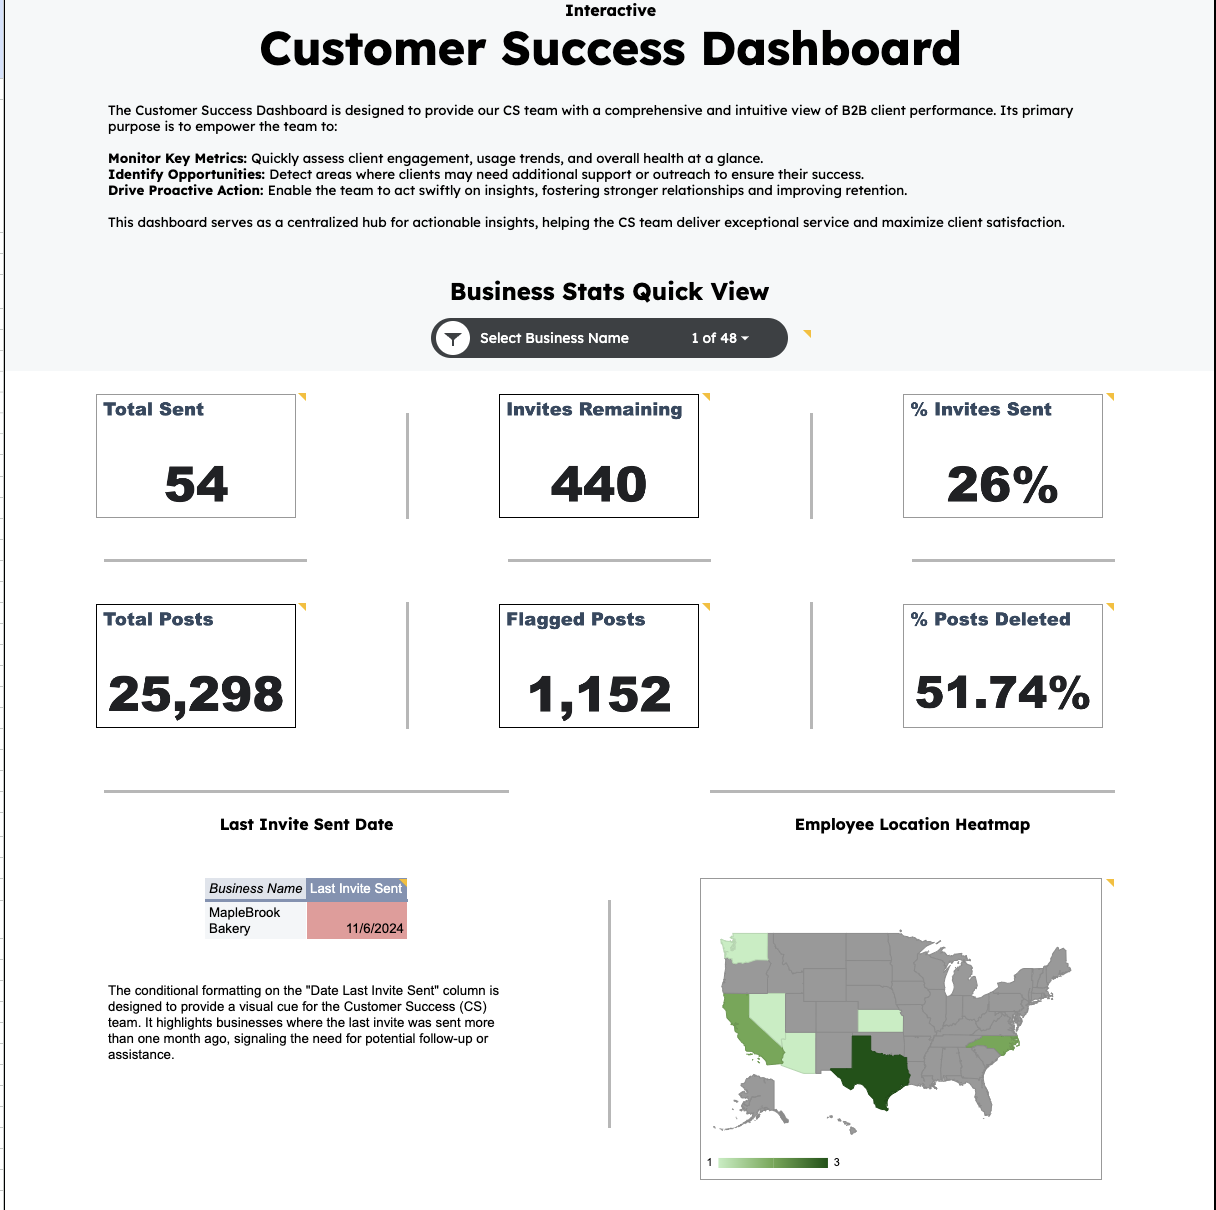 Interactive
Customer Success Dashboard
The Customer Success Dashboard is designed to provide our CS team with a comprehensive and intuitive view of B2B client performance. Its primary
purpose is to empower the team to:
Monitor Key Metrics: Quickly assess client engagement, usage trends, and overall health at a glance.
Identify Opportunities: Detect areas where clients may need additional support or outreach to ensure their success.
Drive Proactive Action: Enable the team to act swiftly on insights, fostering stronger relationships and improving retention.
This dashboard serves as a centralized hub for actionable insights, helping the CS team deliver exceptional service and maximize client satisfaction.
Business Stats Quick View
Select Business Name 1 of 48
Total Sent
54
Invites Remaining
440
% Invites Sent
26%
Total Posts
25,298
Flagged Posts
1,152
% Posts Deleted
51.74%
Last Invite Sent Date
Business Name Last Invite Sent
MapleBrook
Bakery 11/6/2024
The conditional formatting on the "Date Last Invite Sent" column is
designed to provide a visual cue for the Customer Success (CS)
team. It highlights businesses where the last invite was sent more
than one month ago, signaling the need for potential follow-up or
assistance.
Employee Location Heatmap
1 3